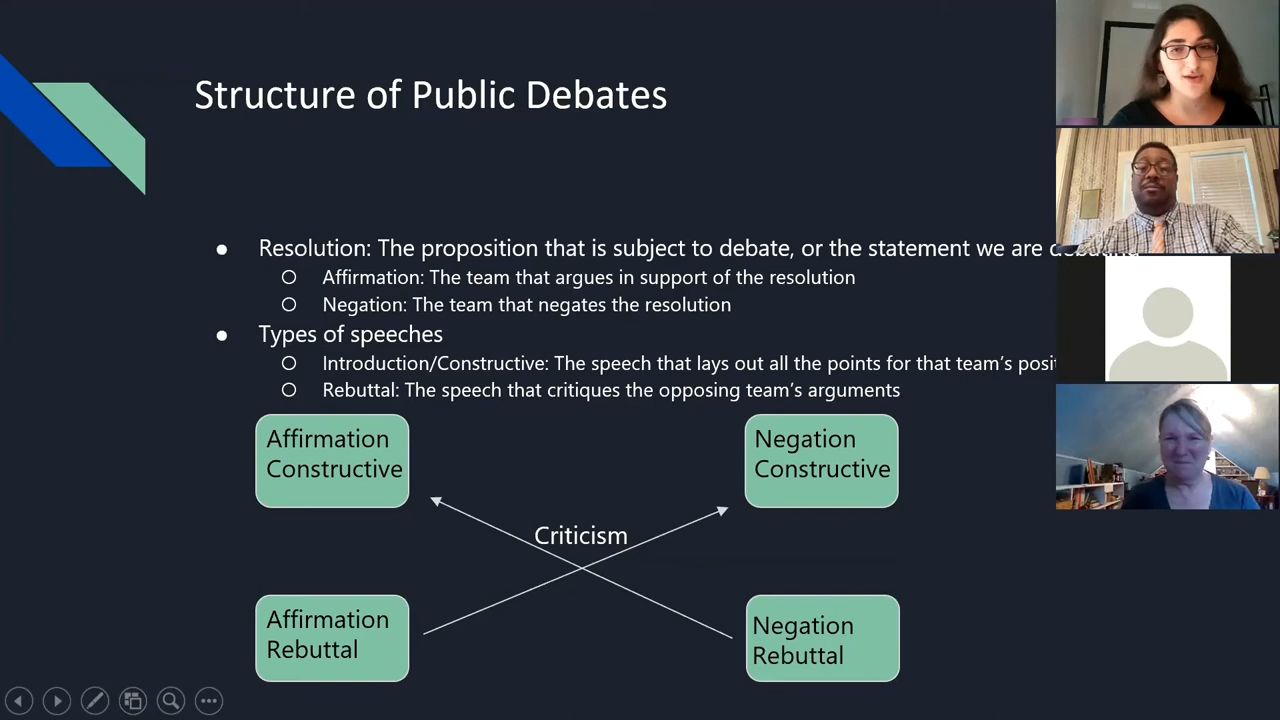 Structure of Public Debates
Resolution: The proposition that is subject to debate, or the statement we are
Affirmation: The team that argues in support of the resolution
Negation: The team that negates the resolution
Types of speeches
Introduction/Constructive: The speech that lays out all the points for that team’s
Rebuttal: The speech that critiques the opposing team’s arguments
Affirmation
Constructive
Negation
Constructive
Criticism
Affirmation
Rebuttal
Negation
Rebuttal